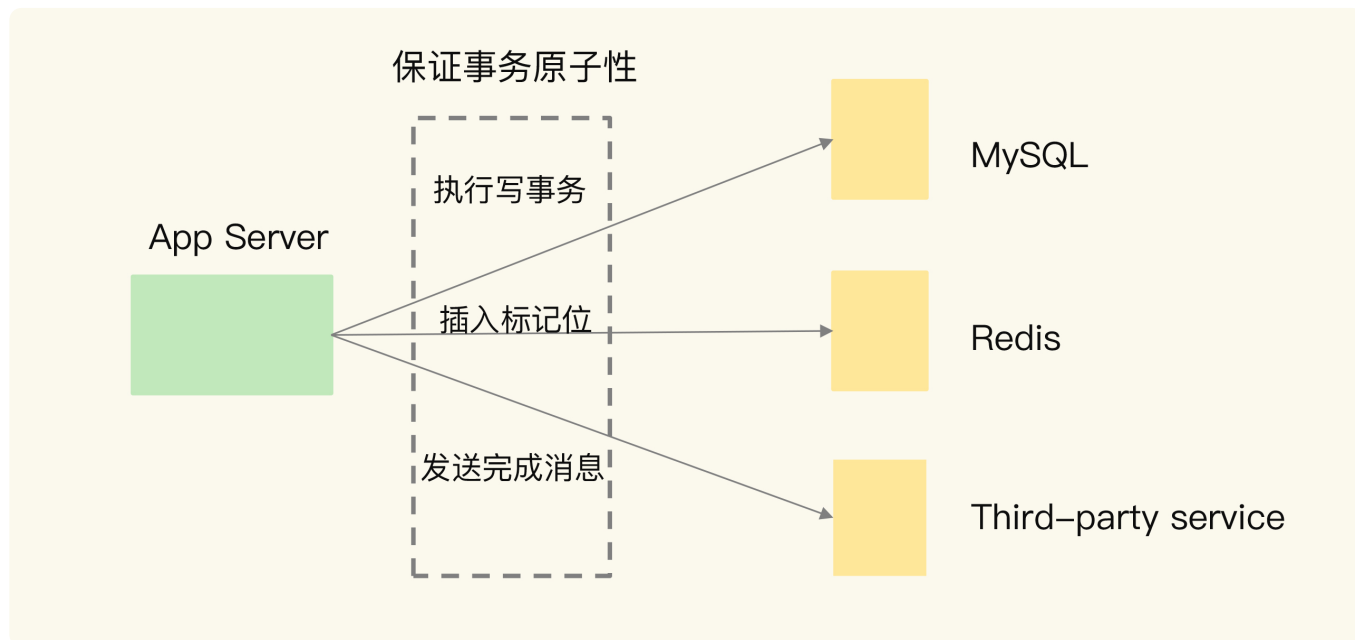 保证事务原子性
执行写事务
MySQL
App Server
插入标记位
Redis
发送完成消息
Third-party service